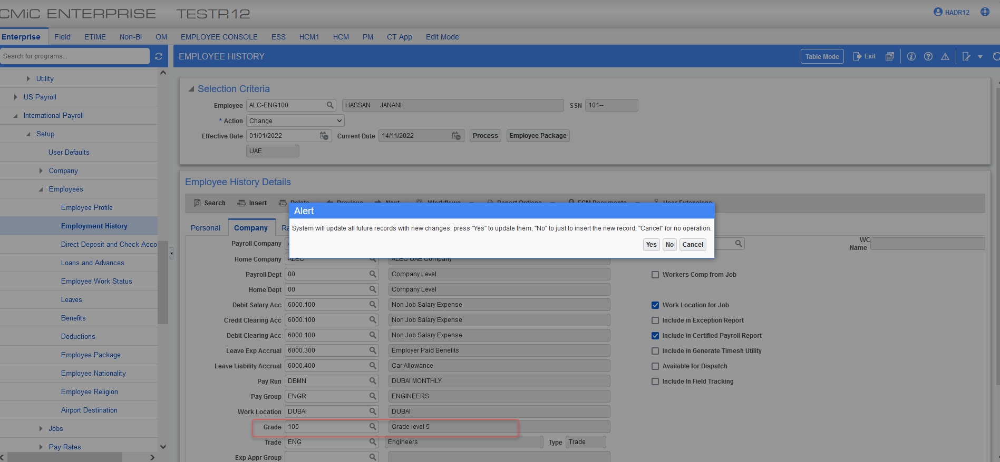 CMiC ENTERPRISE TESTR12
HADR12
Enterprise Field ETIME Non-BI OM EMPLOYEE CONSOLE ESS HCM1 HCM PM CT App Edit Mode
Search for programs...
EMPLOYEE HISTORY
Table Mode Exit
Utility
US Payroll
International Payroll
Setup
User Defaults
Company
Employees
Employee Profile
Employment History
Direct Deposit and Check Acco
Loans and Advances
Employee Work Status
Leaves
Benefits
Deductions
Employee Package
Employee Nationality
Employee Religion
Airport Destination
Jobs
Pay Rates
Selection Criteria
Employee ALC-ENG100 HASSAN JANANI SSN 101--
* Action Change
Effective Date 01/01/2022 Current Date 14/11/2022 Process Employee Package
UAE
Employee History Details
Search Insert Delete Previous Next Workflows Report Options ECM Documents User Extensions
Alert
System will update all future records with new changes, press "Yes" to update them, "No" to just to insert the new record, "Cancel" for no operation.
Yes No Cancel
Personal Company Ra
Payroll Company
WC Name
Home Company ALEC ALEC UAE Company
Payroll Dept 00 Company Level
Workers Comp from Job
Home Dept 00 Company Level
Debit Salary Acc 6000.100 Non Job Salary Expense
Work Location for Job
Credit Clearing Acc 6000.100 Non Job Salary Expense
Include in Exception Report
Debit Clearing Acc 6000.100 Non Job Salary Expense
Include in Certified Payroll Report
Leave Exp Accrual 6000.300 Employer Paid Benefits
Include in Generate Timesh Utility
Leave Liability Accrual 6000.400 Car Allowance
Available for Dispatch
Pay Run DBMN DUBAI MONTHLY
Include In Field Tracking
Pay Group ENGR ENGINEERS
Work Location DUBAI DUBAI
Grade 105 Grade level 5
Trade ENG Engineers Type Trade
Exp Appr Group